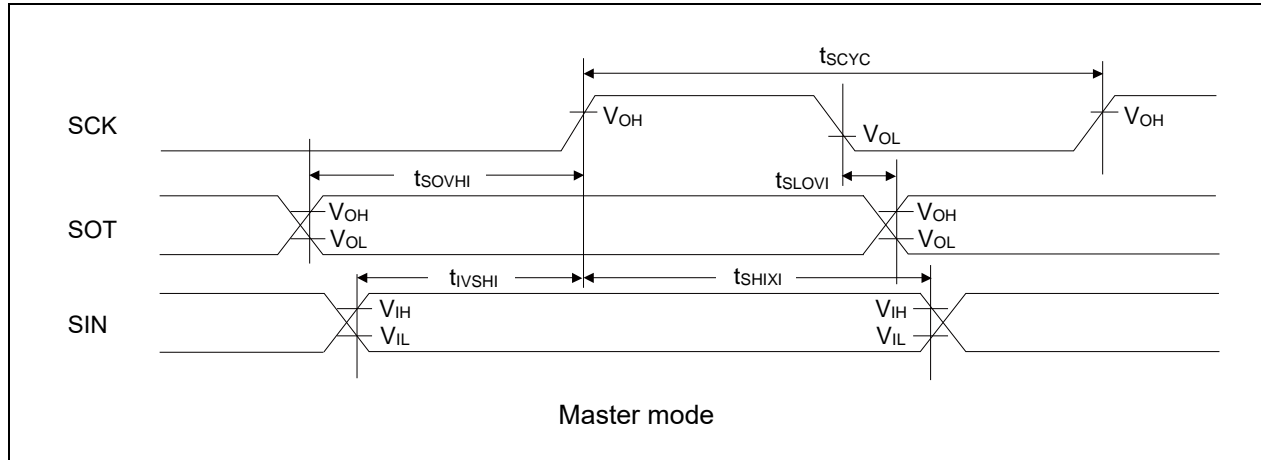 tSCYC
SCK
VOH
VOL
VOH
tSOVHI
tSLOVI
SOT
VOH
VOL
VOH
VOL
tIVSHI
tSHIXI
SIN
VIH
VIL
VIH
VIL
Master mode